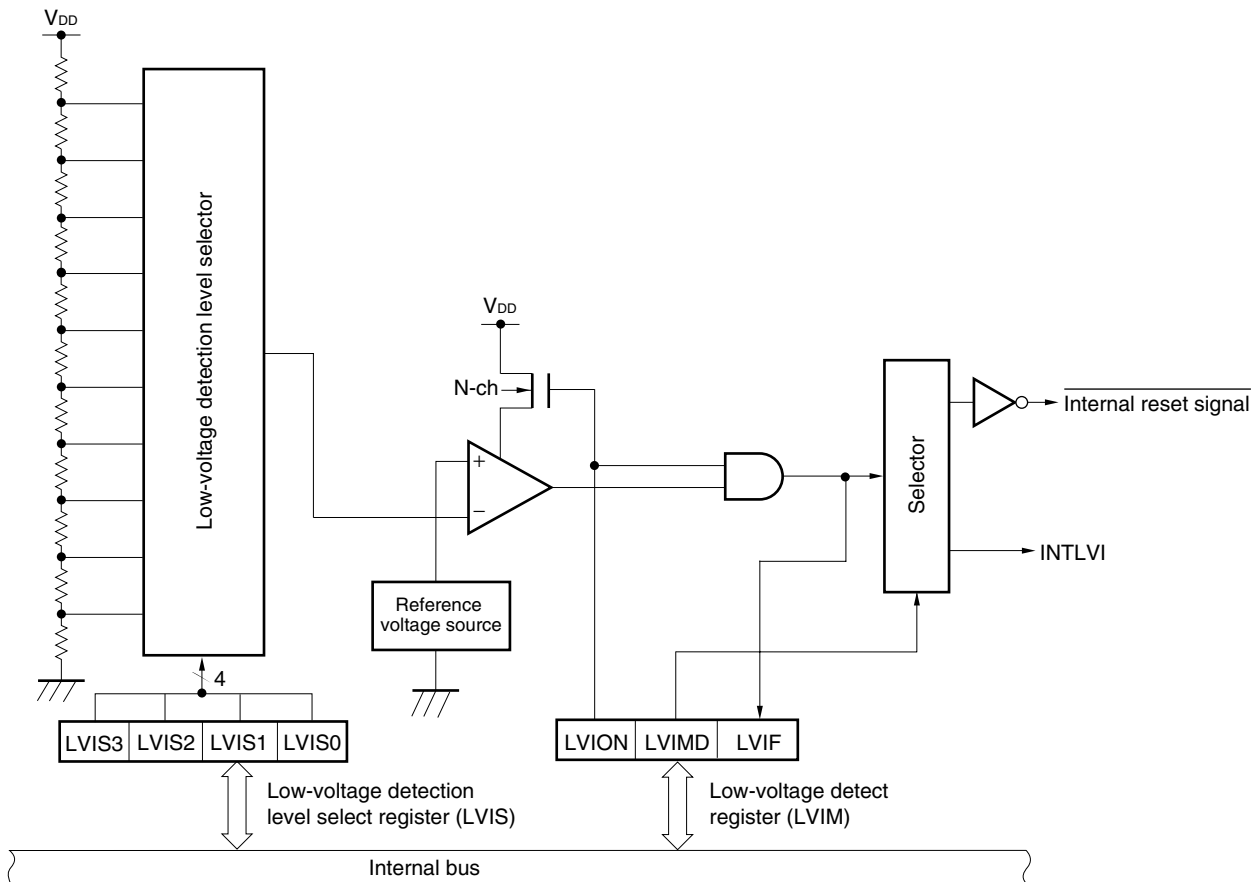 VDD
Low-voltage detection level selector
4
LVIS3 LVIS2 LVIS1 LVIS0
Low-voltage detection
level select register (LVIS)
VDD
N-ch
+
−
Reference
voltage source
Selector
Internal reset signal
INTLVI
LVION LVIMD LVIF
Low-voltage detect
register (LVIM)
Internal bus